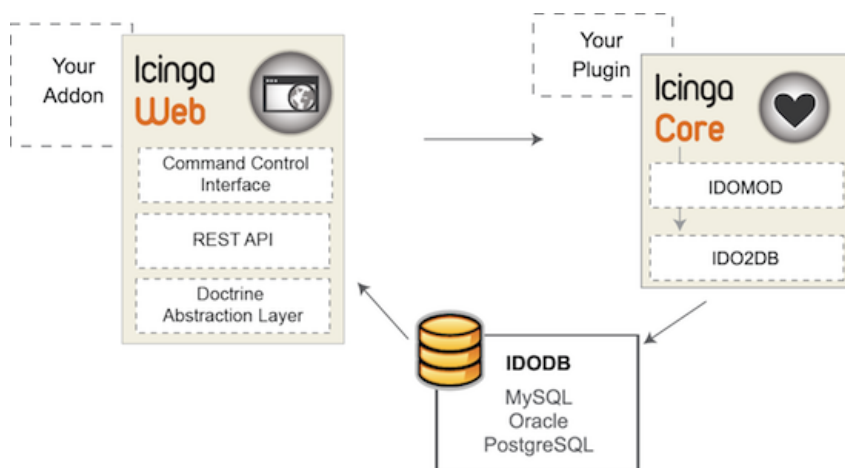 Your
Addon
Icinga
Web
Command Control
Interface
REST API
Doctrine
Abstraction Layer
Your
Plugin
Icinga
Core
IDOMOD
IDO2DB
IDODB
MySQL
Oracle
PostgreSQL